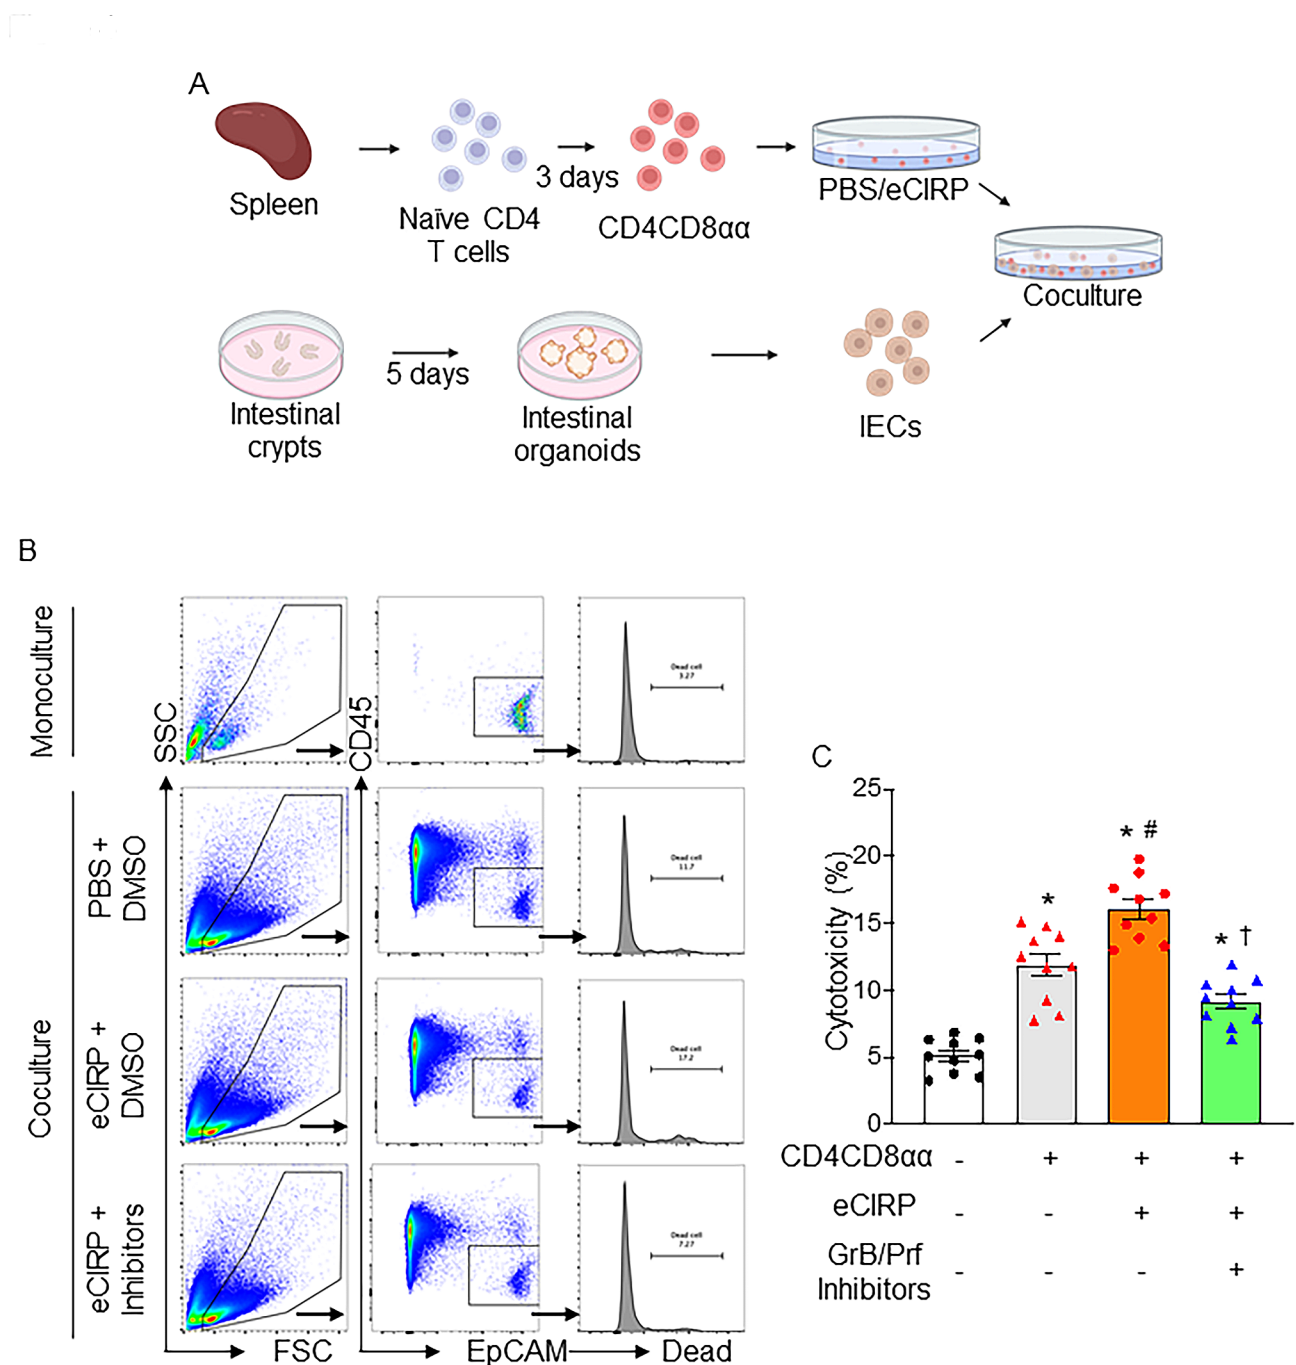 A
Spleen
Naïve CD4
T cells
3 days
CD4CD8αα
PBS/eCIRP
Coculture
Intestinal
crypts
5 days
Intestinal
organoids
IECs
B
Monoculture
SSC
CD45
Dead cell
3.27
Coculture
PBS +
DMSO
Dead cell
11.7
eCIRP +
DMSO
Dead cell
17.2
eCIRP +
Inhibitors
Dead cell
7.27
FSC
EpCAM
Dead
C
Cytotoxicity (%)
25
20
15
10
5
0
* #
*
* †
CD4CD8αα - + + +
eCIRP - - + +
GrB/Prf
Inhibitors - - - +